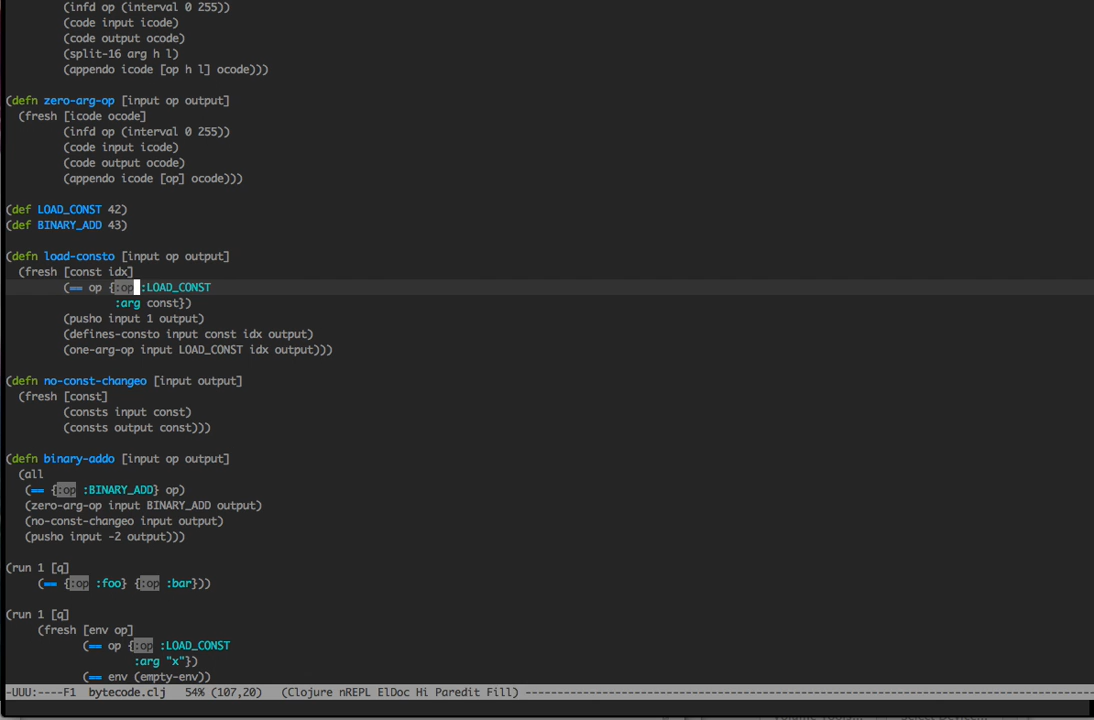 (infd op (interval 0 255))
(code input icode)
(code output ocode)
(split-16 arg h l)
(appendo icode [op h l] ocode)))
(defn zero-arg-op [input op output]
(fresh [icode ocode]
(infd op (interval 0 255))
(code input icode)
(code output ocode)
(appendo icode [op] ocode)))
(def LOAD_CONST 42)
(def BINARY_ADD 43)
(defn load-consto [input op output]
(fresh [const idx]
(== op {:op :LOAD_CONST
:arg const})
(pusho input 1 output)
(defines-consto input const idx output)
(one-arg-op input LOAD_CONST idx output)))
(defn no-const-changeo [input output]
(fresh [const]
(consts input const)
(consts output const)))
(defn binary-addo [input op output]
(all
(== {:op :BINARY_ADD} op)
(zero-arg-op input BINARY_ADD output)
(no-const-changeo input output)
(pusho input -2 output)))
(run 1 [q]
(== {:op :foo} {:op :bar}))
(run 1 [q]
(fresh [env op]
(== op {:op :LOAD_CONST
:arg "x"})
(== env (empty-env))
-UUU:----F1 bytecode.clj 54% (107,20) (Clojure nREPL ElDoc Hi Paredit Fill) ----------